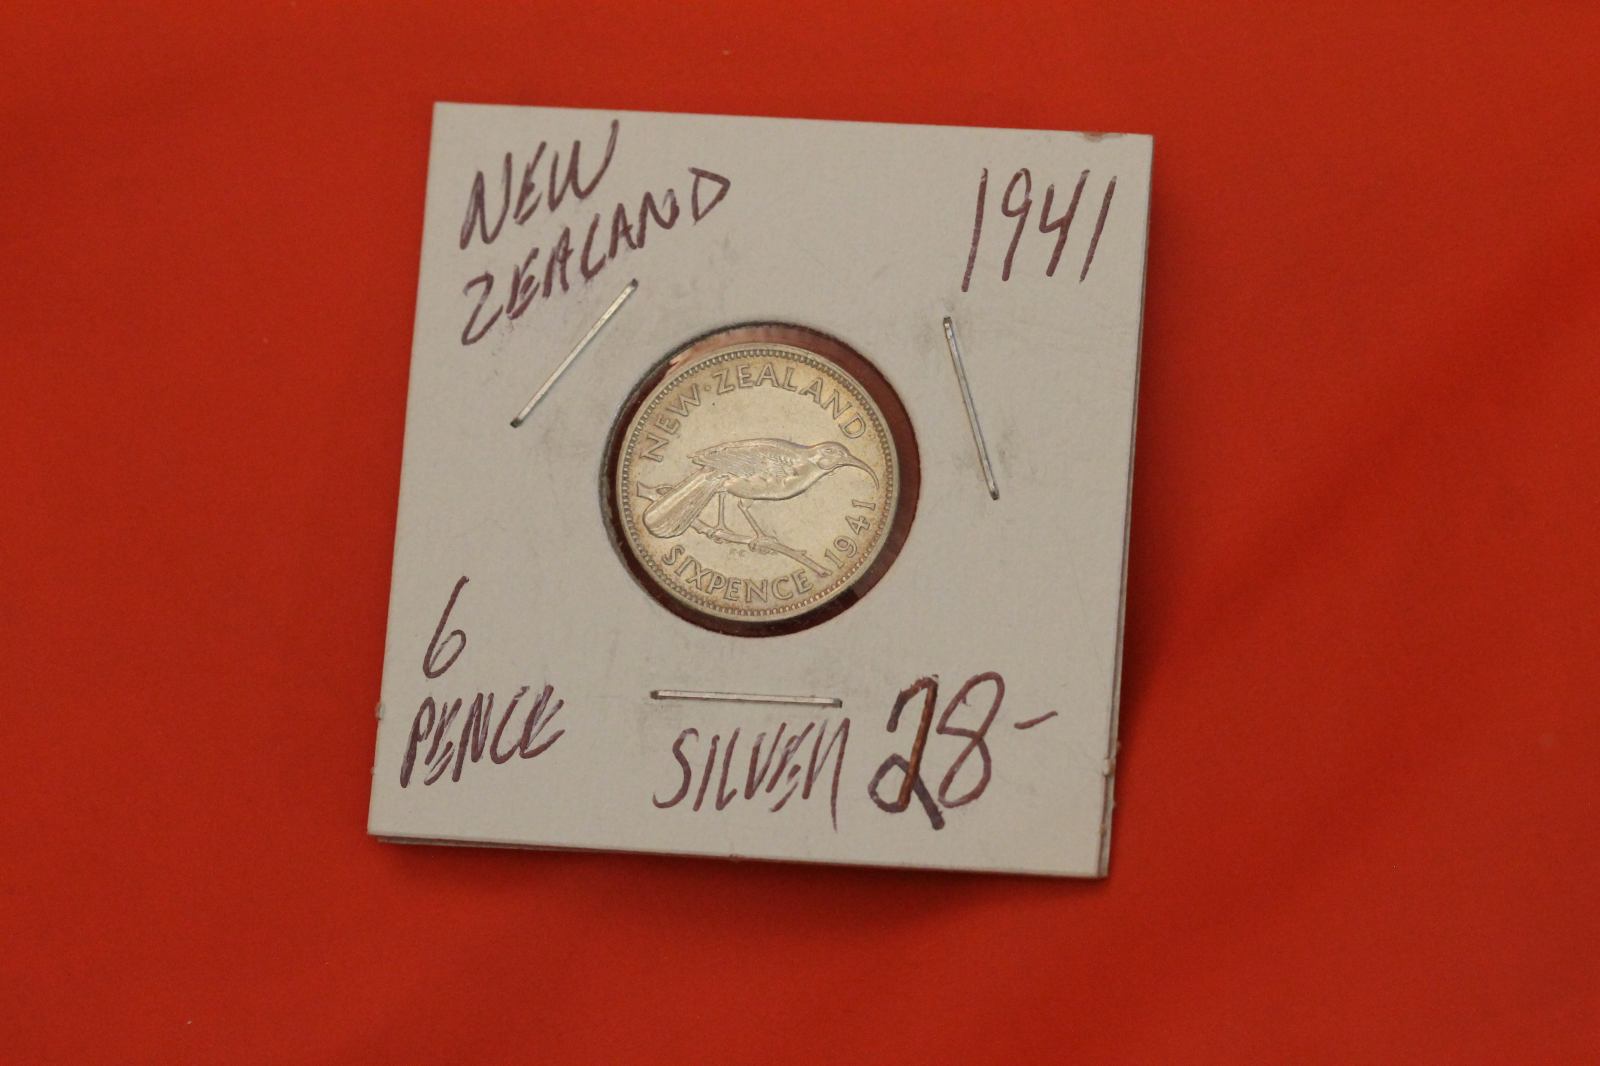 NEW
ZEALAND
1941
NEW·ZEALAND
SIXPENCE 1941
6
PENCE
SILVER 28-